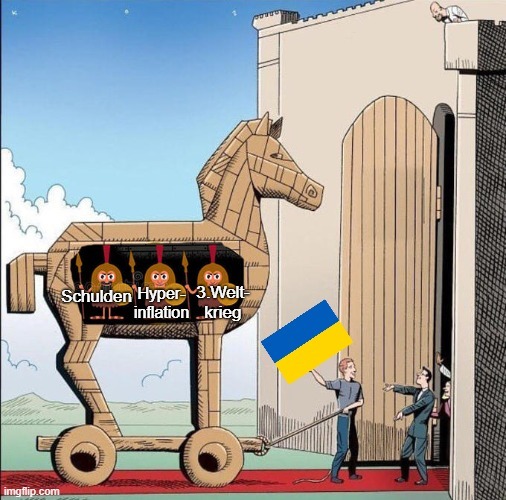 Schulden
Hyper-
inflation
3.Welt-
krieg
imgflip.com